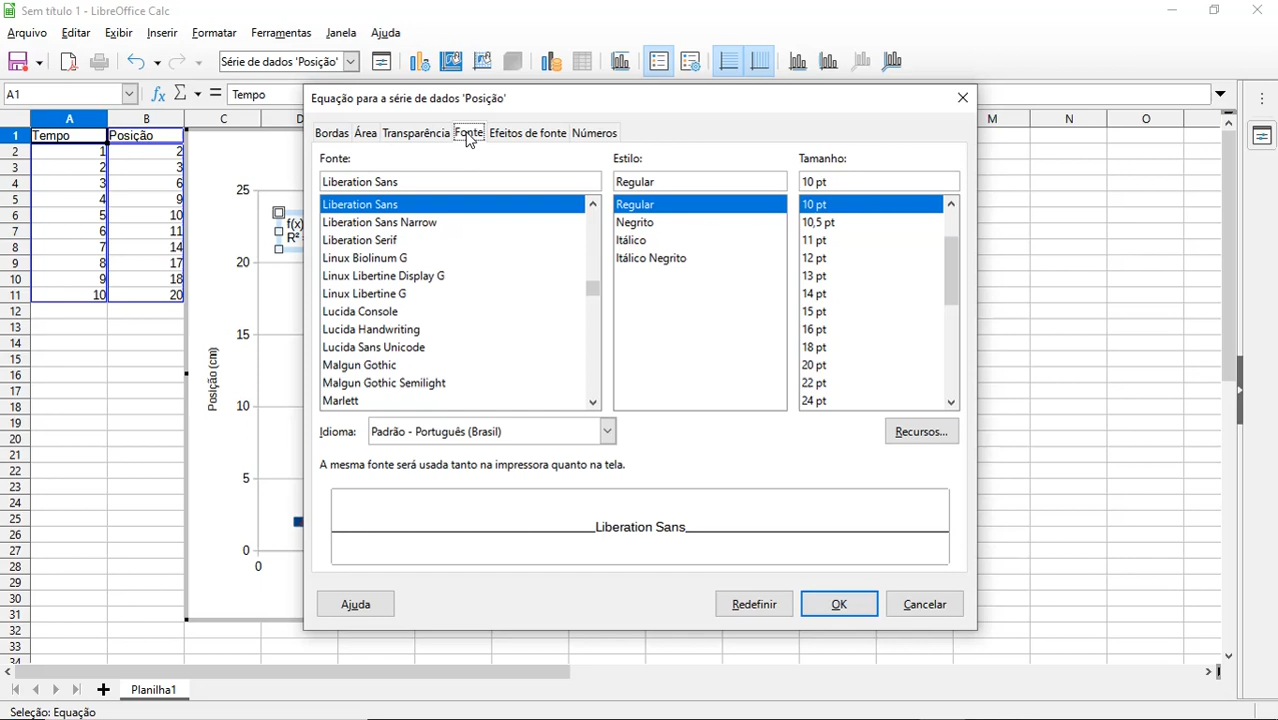 Sem título 1 - LibreOffice Calc
Arquivo Editar Exibir Inserir Formatar Ferramentas Janela Ajuda
Série de dados 'Posição'
A1 fx Σ = Tempo
Equação para a série de dados 'Posição'
Bordas Área Transparência Fonte Efeitos de fonte Números
Fonte: Estilo: Tamanho:
Liberation Sans Regular 10 pt
Liberation Sans Regular 10 pt
Liberation Sans Narrow Negrito 10,5 pt
Liberation Serif Itálico 11 pt
Linux Biolinum G Itálico Negrito 12 pt
Linux Libertine Display G 13 pt
Linux Libertine G 14 pt
Lucida Console 15 pt
Lucida Handwriting 16 pt
Lucida Sans Unicode 18 pt
Malgun Gothic 20 pt
Malgun Gothic Semilight 22 pt
Marlett 24 pt
Idioma: Padrão - Português (Brasil) Recursos...
A mesma fonte será usada tanto na impressora quanto na tela.
Liberation Sans
Ajuda Redefinir OK Cancelar
A B C D M N O
1 Tempo Posição
2 1 2
3 2 3
4 3 6
5 4 9
6 5 10
7 6 11
8 7 14
9 8 17
10 9 18
11 10 20
12
13
14
15
16
17
18
19
20
21
22
23
24
25
26
27
28
29
30
31
32
33
34
25
20
15
10
5
0
0
Posição (cm)
f(x)
R²
Planilha1
Seleção: Equação